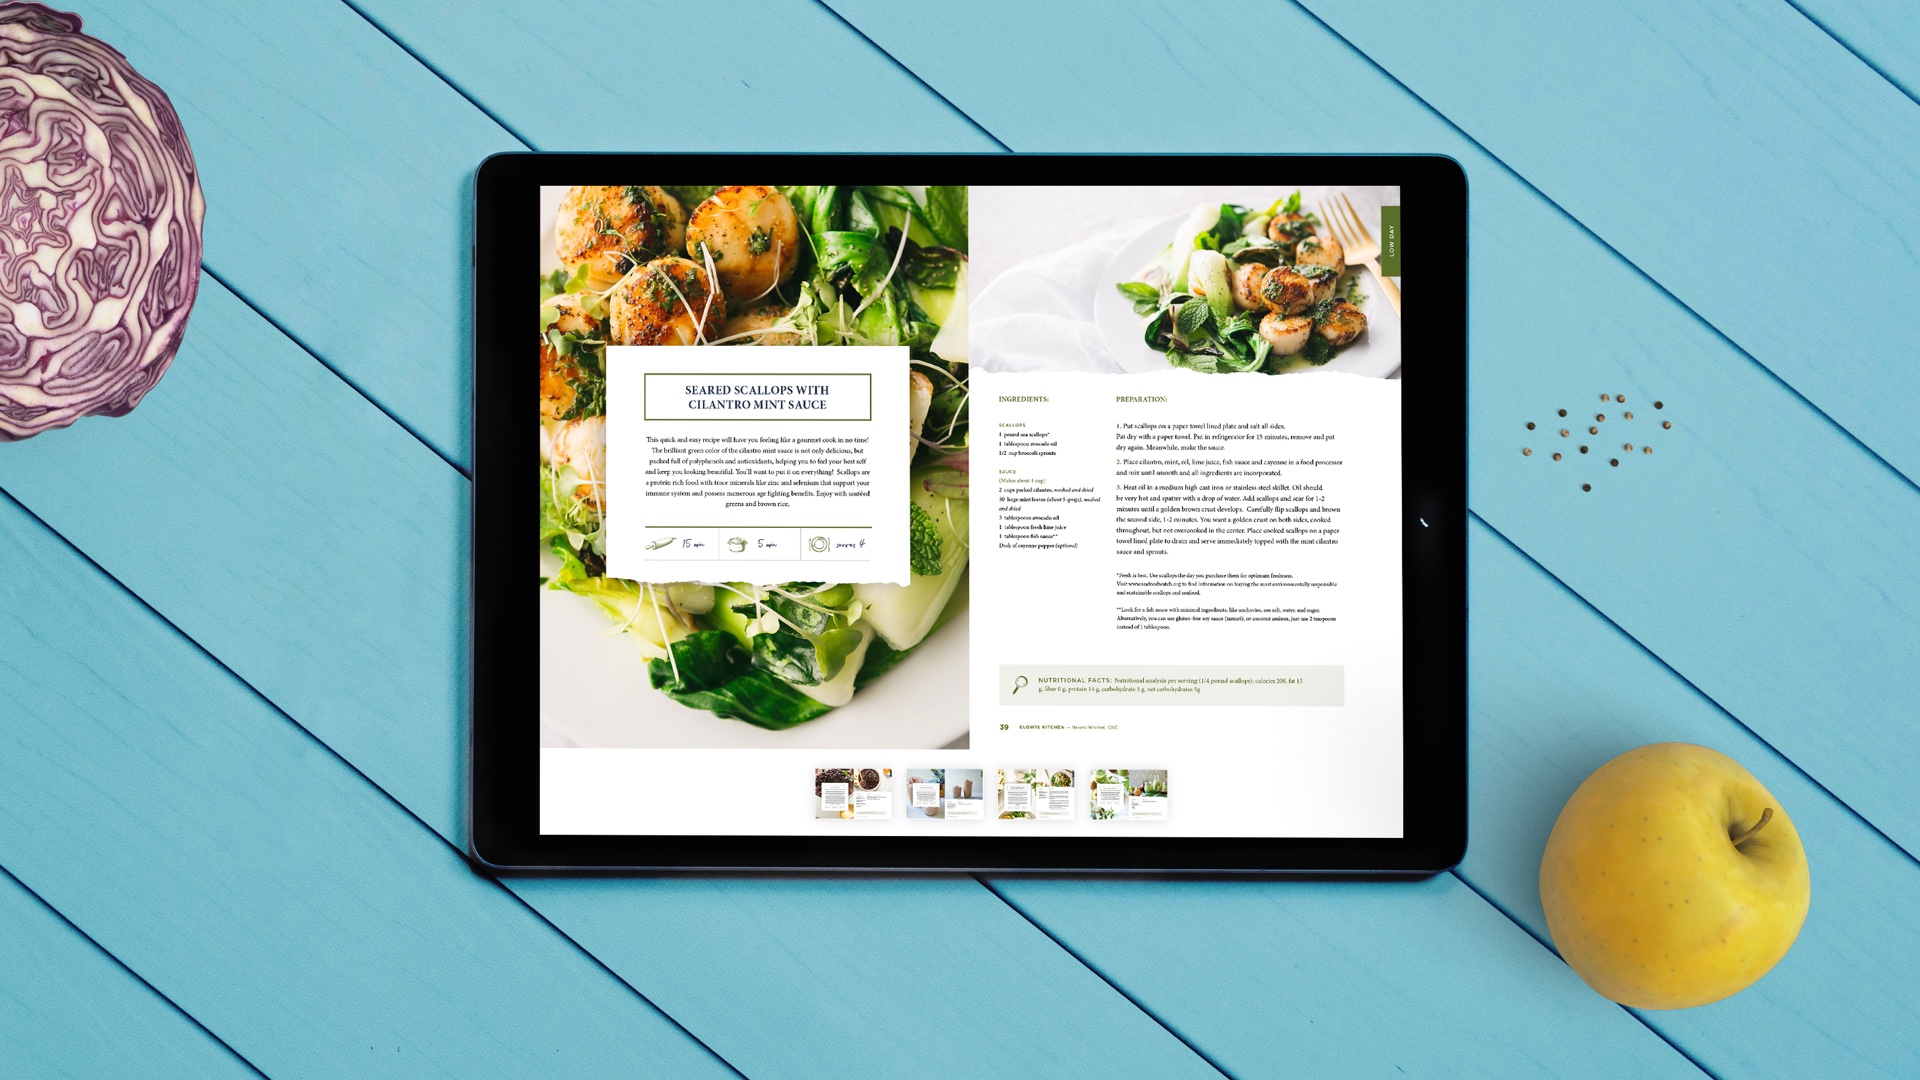 SEARED SCALLOPS WITH
CILANTRO MINT SAUCE
This quick and easy recipe will have you feeling like a gourmet cook in no time!
The brilliant green color of the cilantro mint sauce is not only delicious, but
packed full of polyphenols and antioxidants, helping you to feel your best self
and keep you looking beautiful. You'll want to put it on everything! Scallops are
a protein rich food with trace minerals like zinc and selenium that support your
immune system and possess numerous age fighting benefits. Enjoy with sautéed
greens and brown rice.
15 min
5 min
serves 4
LOW DAY
INGREDIENTS:
SCALLOPS
1 pound sea scallops*
1 tablespoon avocado oil
1/2 cup broccoli sprouts
SAUCE
(Makes about 1 cup)
2 cups packed cilantro, washed and dried
30 large mint leaves (about 5 sprigs), washed
and dried
3 tablespoons avocado oil
1 tablespoon fresh lime juice
1 tablespoon fish sauce**
Dash of cayenne pepper (optional)
PREPARATION:
1. Put scallops on a paper towel lined plate and salt all sides.
Pat dry with a paper towel. Put in refrigerator for 15 minutes, remove and pat
dry again. Meanwhile, make the sauce.
2. Place cilantro, mint, oil, lime juice, fish sauce and cayenne in a food processor
and mix until smooth and all ingredients are incorporated.
3. Heat oil in a medium high cast iron or stainless steel skillet. Oil should
be very hot and spatter with a drop of water. Add scallops and sear for 1-2
minutes until a golden brown crust develops. Carefully flip scallops and brown
the second side, 1-2 minutes. You want a golden crust on both sides, cooked
throughout, but not overcooked in the center. Place cooked scallops on a paper
towel lined plate to drain and serve immediately topped with the mint cilantro
sauce and sprouts.
*Fresh is best. Use scallops the day you purchase them for optimum freshness.
Visit www.seafoodwatch.org to find information on buying the most environmentally responsible
and sustainable scallops and seafood.
**Look for a fish sauce with minimal ingredients, like anchovies, sea salt, water, and sugar.
Alternatively, you can use gluten-free soy sauce (tamari), or coconut aminos, just use 2 teaspoons
instead of 1 tablespoon.
NUTRITIONAL FACTS: Nutritional analysis per serving (1/4 pound scallops): calories 208, fat 15
g, fiber 0 g, protein 14 g, carbohydrate 5 g, net carbohydrates 5g
39 GLOW15 KITCHEN — Naomi Whittel, CNC